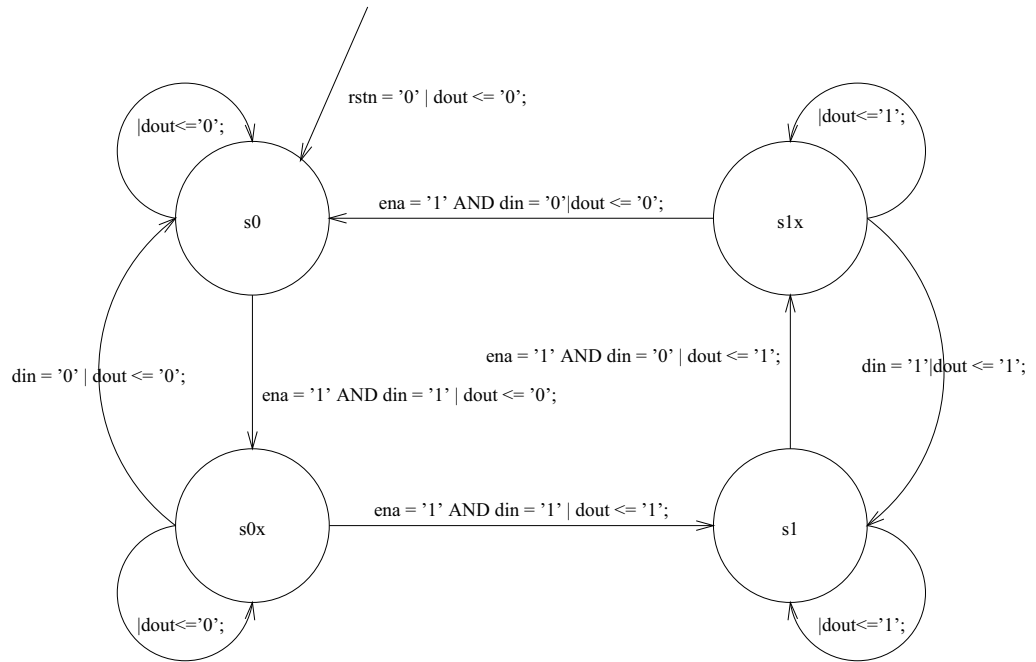 rstn = ’0’ | dout <= ’0’;
|dout<=’0’;
|dout<=’1’;
ena = ’1’ AND din = ’0’|dout <= ’0’;
s0
s1x
ena = ’1’ AND din = ’0’ | dout <= ’1’;
din = ’1’|dout <= ’1’;
din = ’0’ | dout <= ’0’;
ena = ’1’ AND din = ’1’ | dout <= ’0’;
ena = ’1’ AND din = ’1’ | dout <= ’1’;
s0x
s1
|dout<=’0’;
|dout<=’1’;